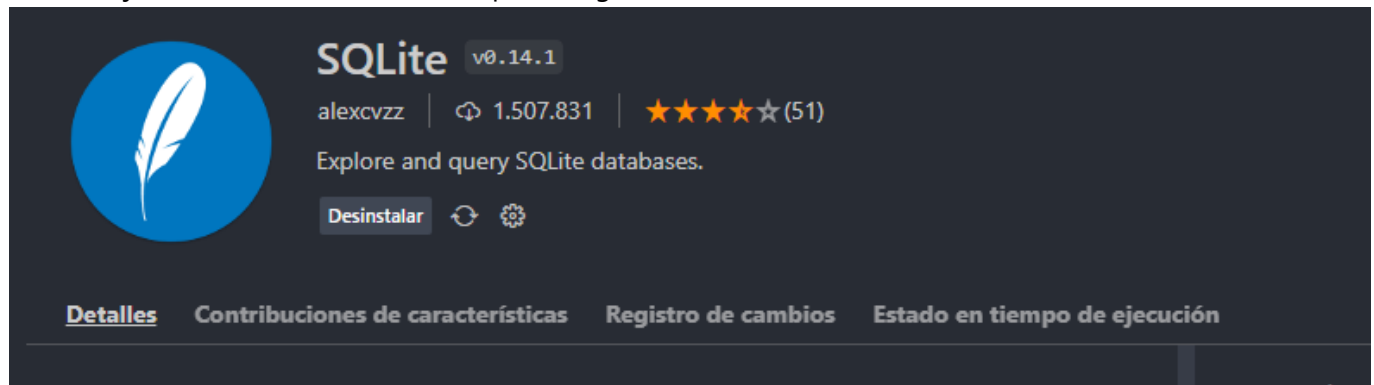 SQLite v0.14.1
alexcvzz 1.507.831 (51)
Explore and query SQLite databases.
Desinstalar
Detalles Contribuciones de características Registro de cambios Estado en tiempo de ejecución